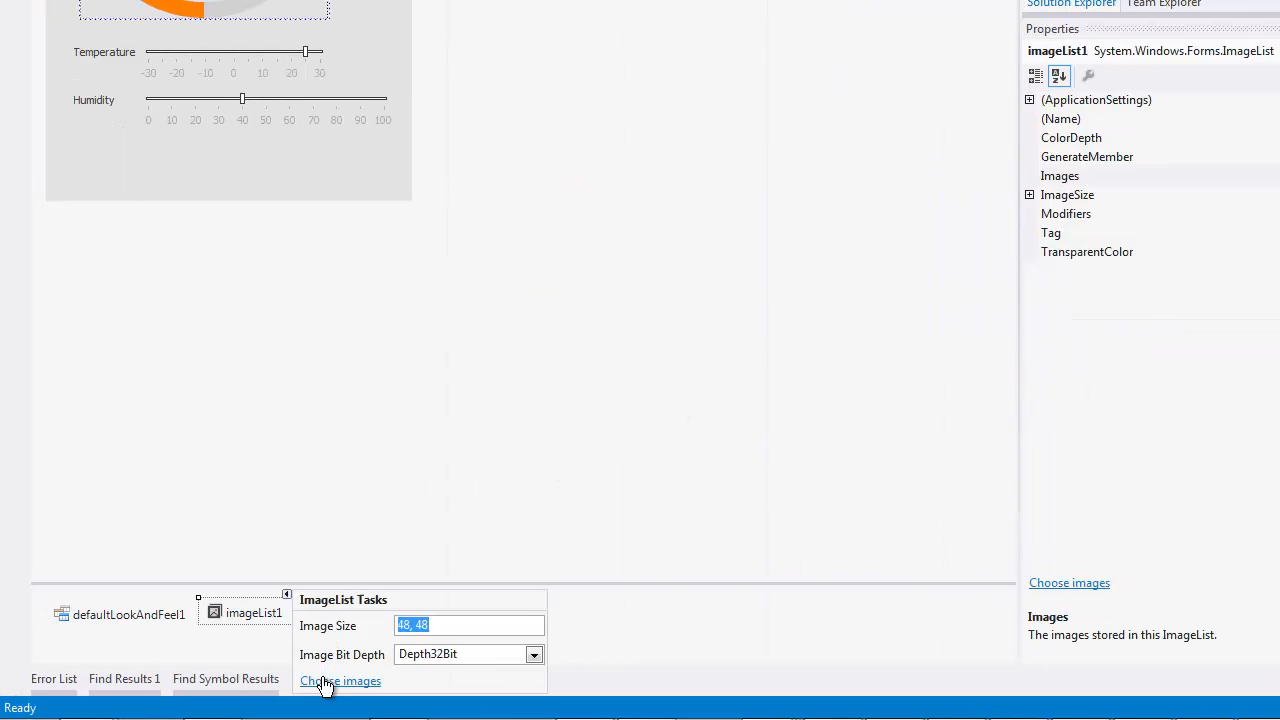 Solution Explorer Team Explorer
Properties
imageList1 System.Windows.Forms.ImageList
(ApplicationSettings)
(Name)
ColorDepth
GenerateMember
Images
ImageSize
Modifiers
Tag
TransparentColor
Choose images
Images
The images stored in this ImageList.
Temperature
-30 -20 -10 0 10 20 30
Humidity
0 10 20 30 40 50 60 70 80 90 100
defaultLookAndFeel1 imageList1
ImageList Tasks
Image Size 48, 48
Image Bit Depth Depth32Bit
Choose images
Error List Find Results 1 Find Symbol Results
Ready